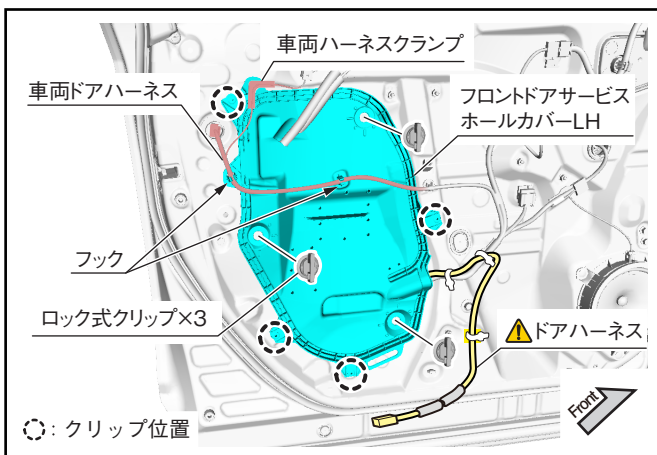 車両ハーネスクランプ
車両ドアハーネス
フロントドアサービス
ホールカバーLH
フック
ロック式クリップ×3
ドアハーネス
Front
：クリップ位置